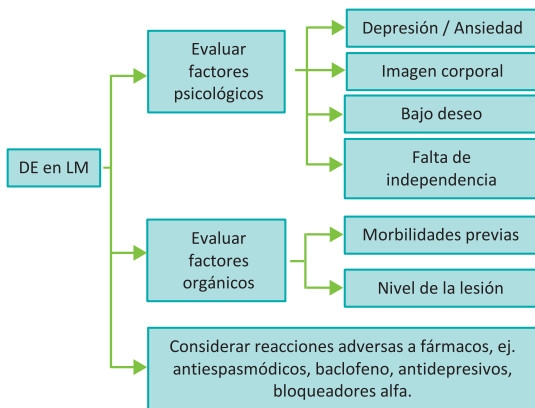 DE en LM
Evaluar
factores
psicológicos
Depresión / Ansiedad
Imagen corporal
Bajo deseo
Falta de
independencia
Evaluar
factores
orgánicos
Morbilidades previas
Nivel de la lesión
Considerar reacciones adversas a fármacos, ej.
antiespasmódicos, baclofeno, antidepresivos,
bloqueadores alfa.